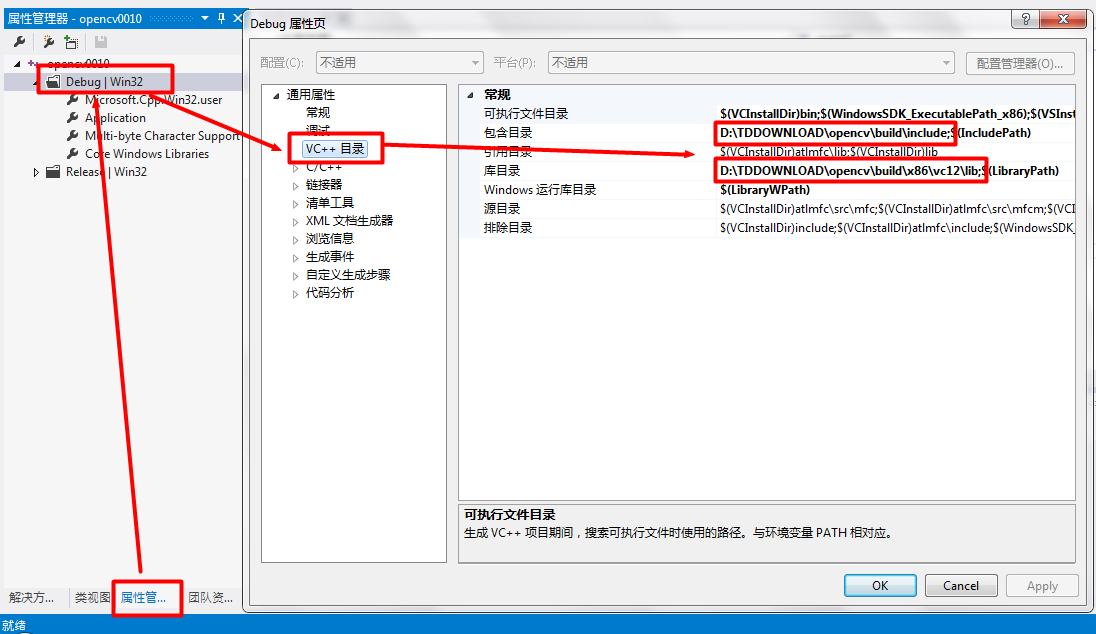 属性管理器 - opencv0010
opencv0010
Debug | Win32
Microsoft.Cpp.Win32.user
Application
Multi-byte Character Support
Core Windows Libraries
Release | Win32
解决方...
类视图
属性管...
团队资...
就绪
Debug 属性页
配置(C):
不适用
平台(P):
不适用
配置管理器(O)...
通用属性
常规
调试
VC++ 目录
C/C++
链接器
清单工具
XML 文档生成器
浏览信息
生成事件
自定义生成步骤
代码分析
常规
可执行文件目录 $(VCInstallDir)bin;$(WindowsSDK_ExecutablePath_x86);$(VSInst
包含目录 D:\TDDOWNLOAD\opencv\build\include;$(IncludePath)
引用目录 $(VCInstallDir)atlmfc\lib;$(VCInstallDir)lib
库目录 D:\TDDOWNLOAD\opencv\build\x86\vc12\lib;$(LibraryPath)
Windows 运行库目录 $(LibraryWPath)
源目录 $(VCInstallDir)atlmfc\src\mfc;$(VCInstallDir)atlmfc\src\mfcm;$(VCI
排除目录 $(VCInstallDir)include;$(VCInstallDir)atlmfc\include;$(WindowsSDK_
可执行文件目录
生成 VC++ 项目期间，搜索可执行文件时使用的路径。与环境变量 PATH 相对应。
OK
Cancel
Apply